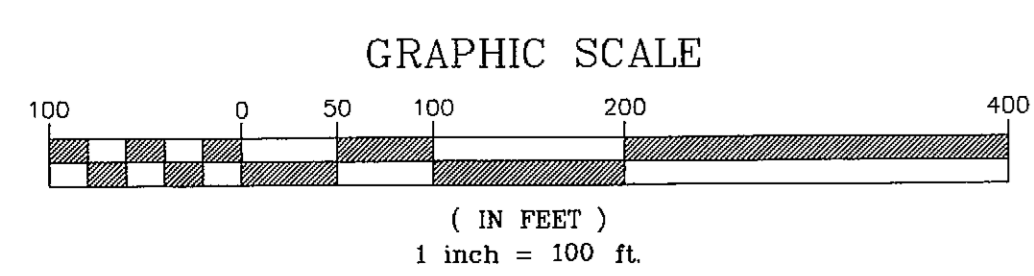 GRAPHIC SCALE
100 0 50 100 200 400
( IN FEET )
1 inch = 100 ft.